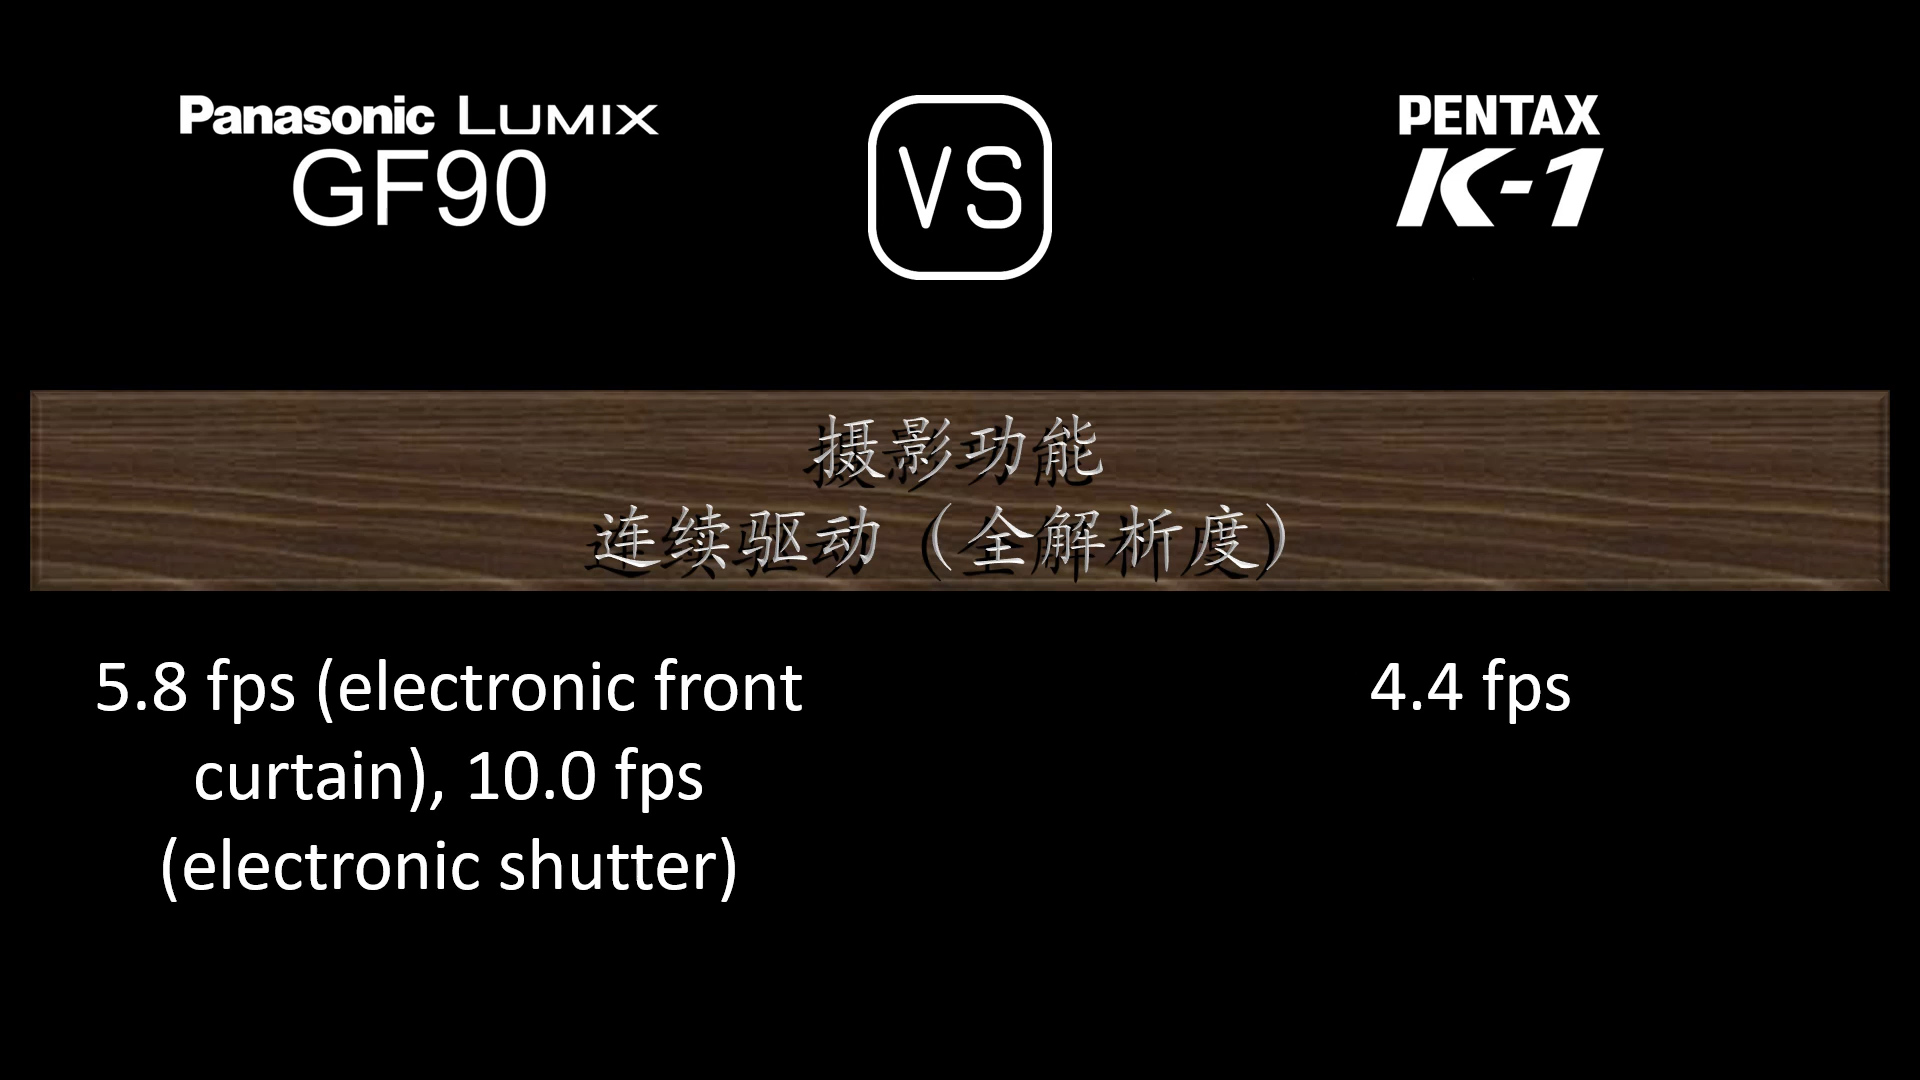 Panasonic LUMIX
GF90
VS
PENTAX
K-1
摄影功能
连续驱动（全解析度）
5.8 fps (electronic front
curtain), 10.0 fps
(electronic shutter)
4.4 fps